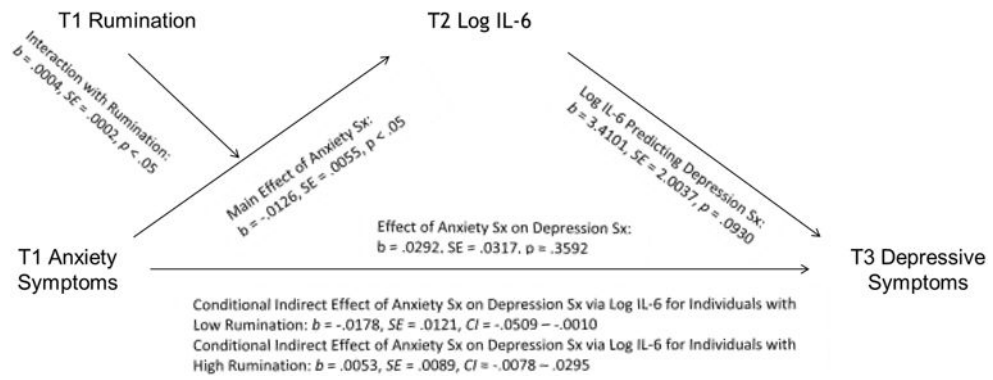 T1 Rumination
T2 Log IL-6
Interaction with Rumination:
b = .0004, SE = .0002, p < .05
Main Effect of Anxiety Sx:
b = -.0126, SE = .0055, p < .05
Log IL-6 Predicting Depression Sx:
b = 3.4101, SE = 2.0037, p = .0930
Effect of Anxiety Sx on Depression Sx:
b = .0292, SE = .0317, p = .3592
T1 Anxiety
Symptoms
T3 Depressive
Symptoms
Conditional Indirect Effect of Anxiety Sx on Depression Sx via Log IL-6 for Individuals with
Low Rumination: b = -.0178, SE = .0121, CI = -.0509 – -.0010
Conditional Indirect Effect of Anxiety Sx on Depression Sx via Log IL-6 for Individuals with
High Rumination: b = .0053, SE = .0089, CI = -.0078 – .0295